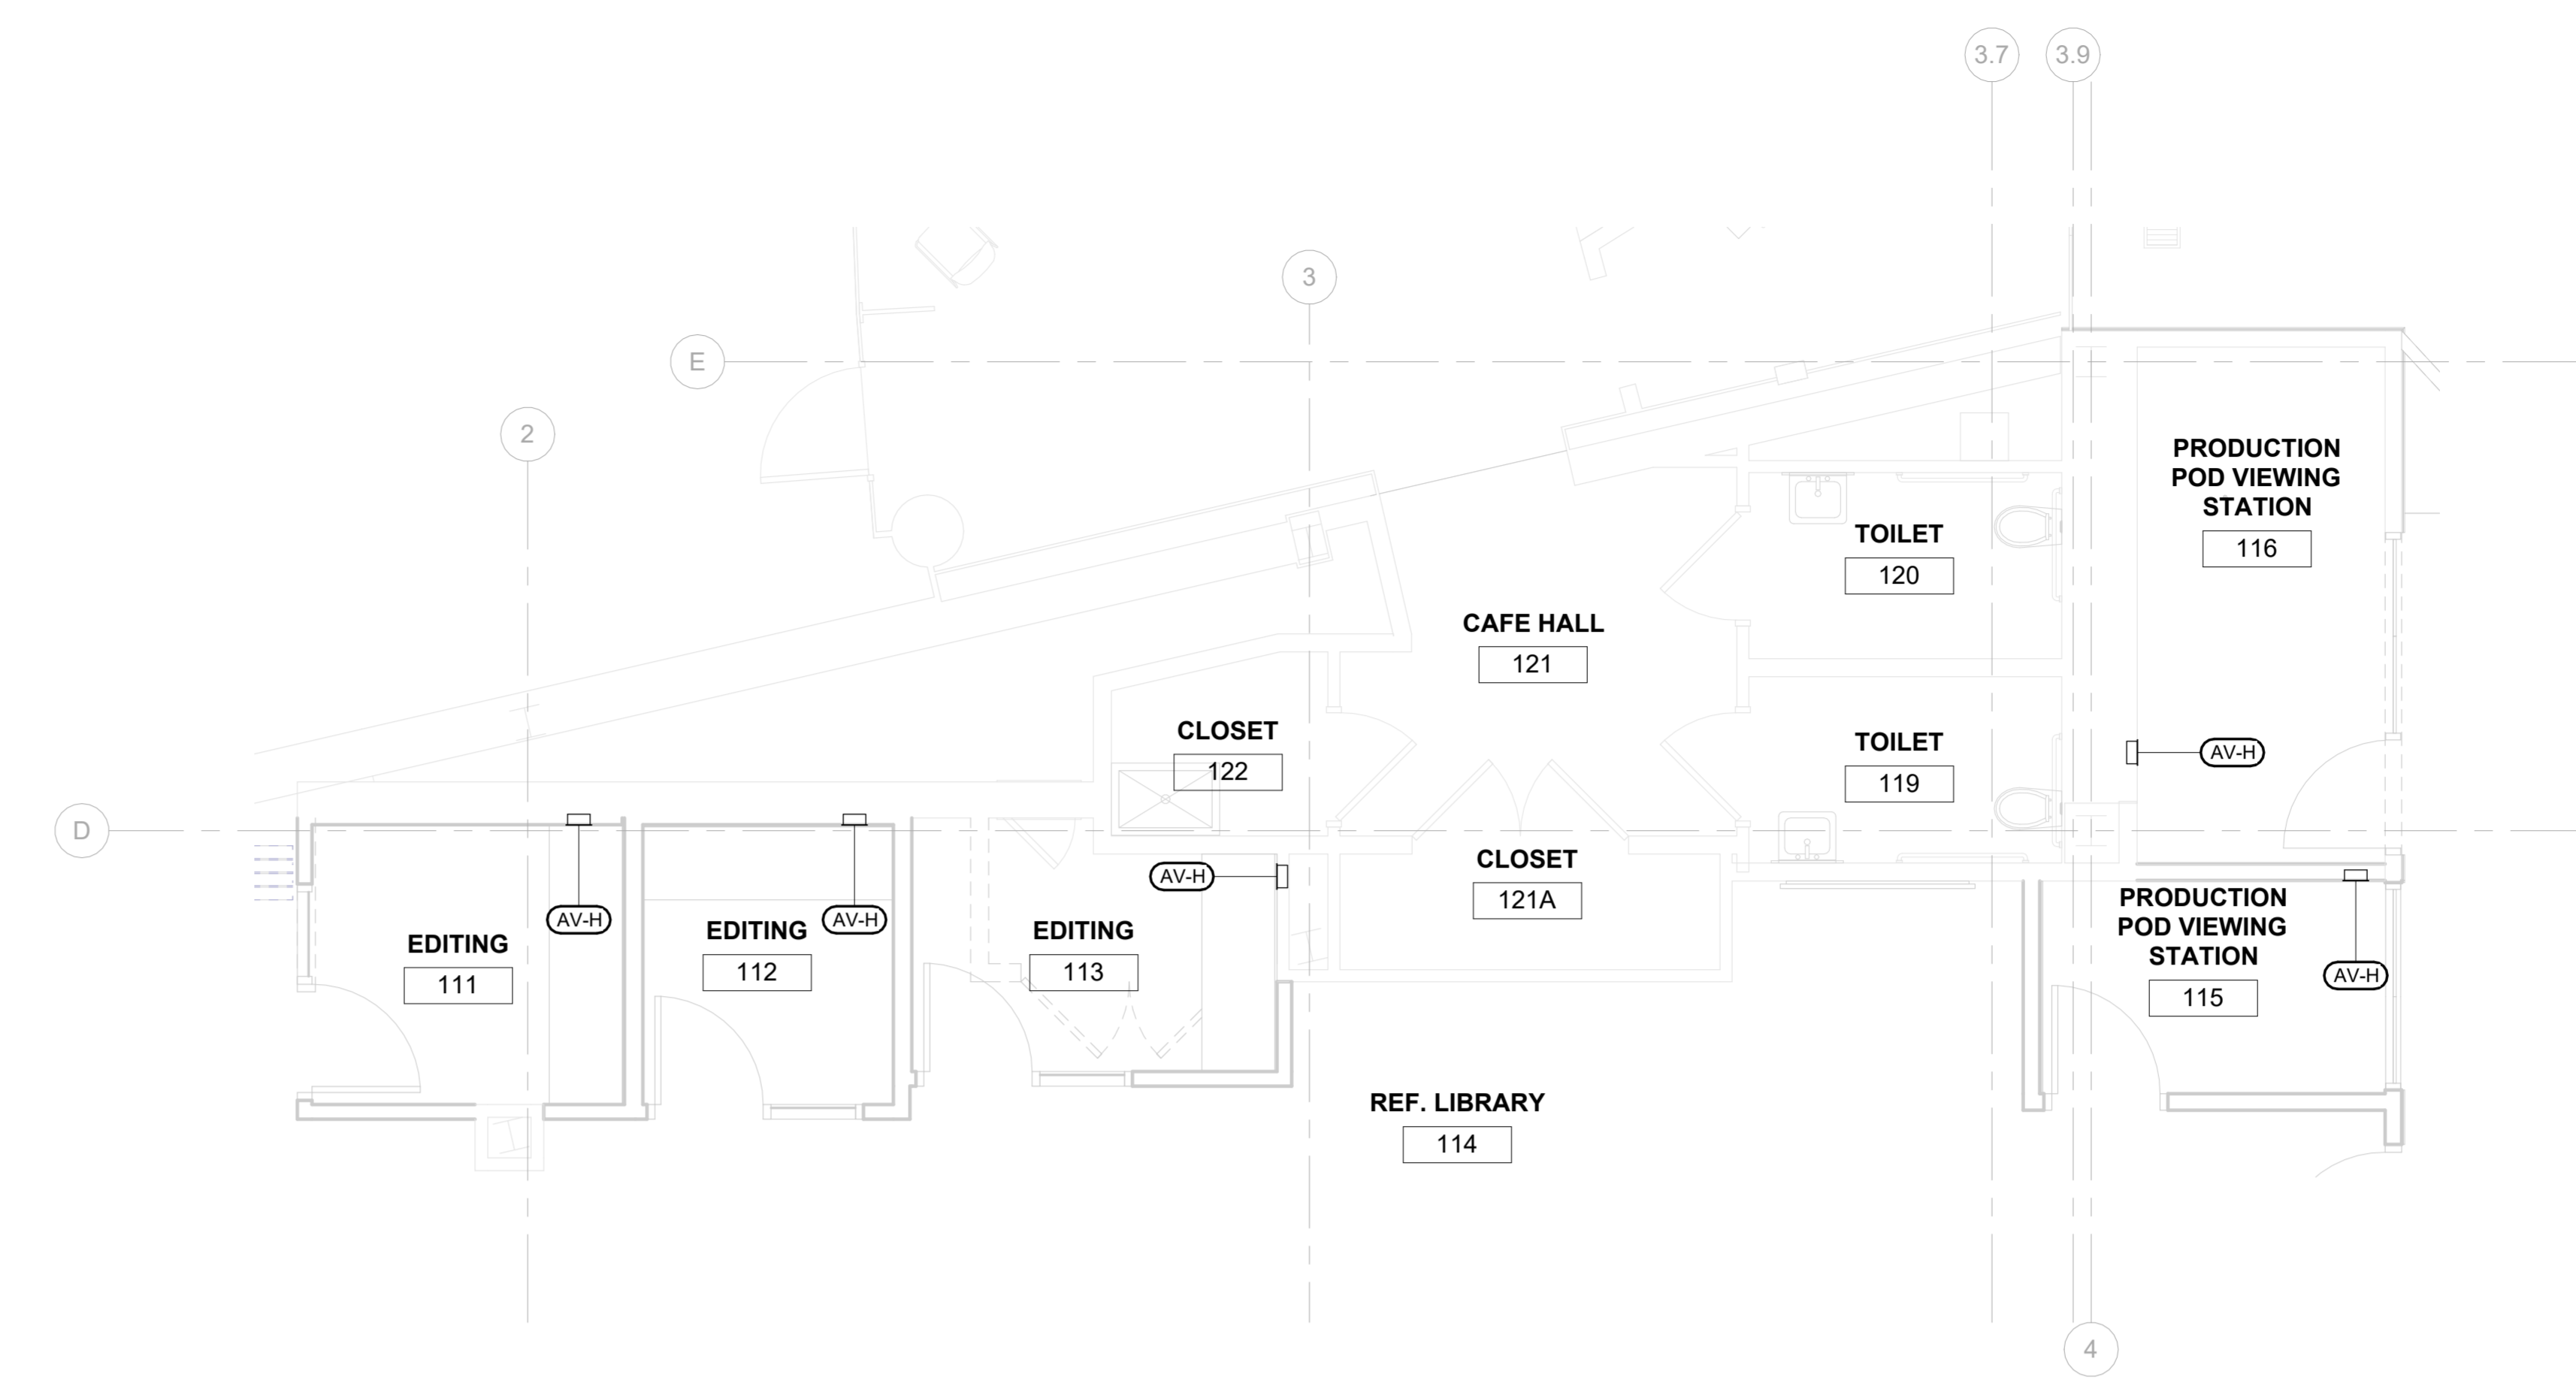 3.7
3.9
3
E
2
PRODUCTION
POD VIEWING
STATION
116
TOILET
120
CAFE HALL
121
CLOSET
122
TOILET
119
AV-H
D
CLOSET
121A
AV-H
PRODUCTION
POD VIEWING
STATION
115
AV-H
EDITING
111
AV-H
EDITING
112
AV-H
EDITING
113
AV-H
REF. LIBRARY
114
4